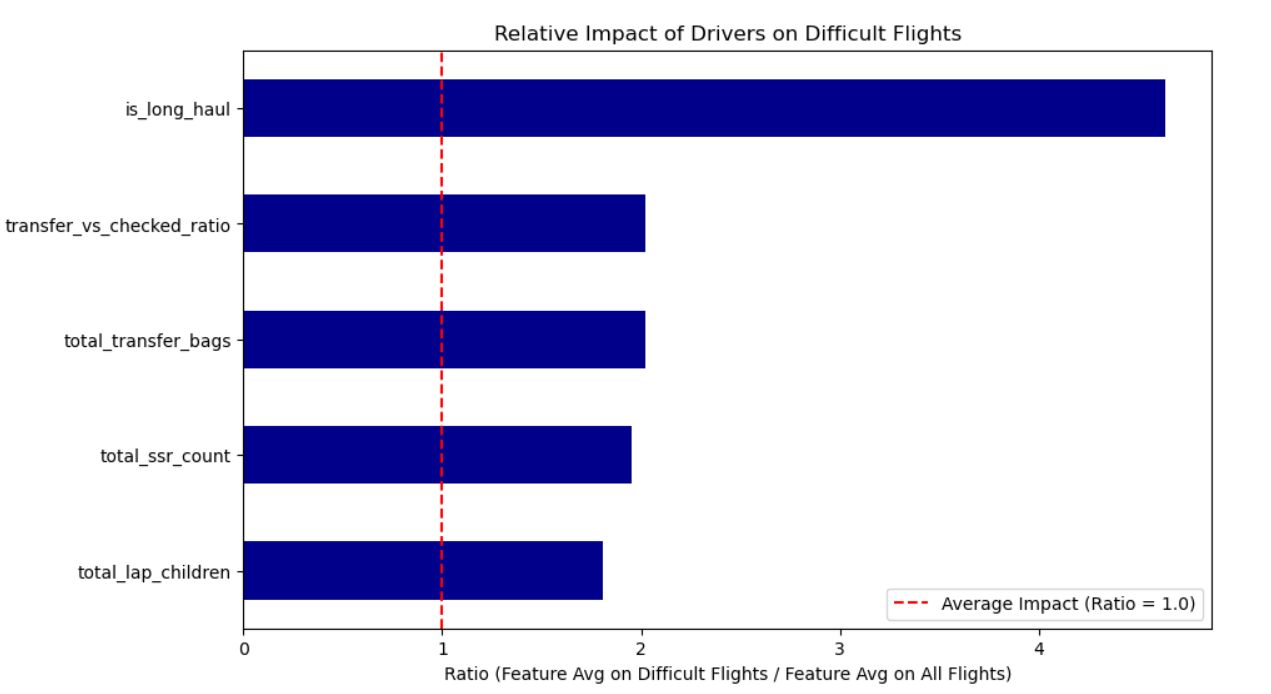 Relative Impact of Drivers on Difficult Flights
is_long_haul
transfer_vs_checked_ratio
total_transfer_bags
total_ssr_count
total_lap_children
Average Impact (Ratio = 1.0)
0 1 2 3 4
Ratio (Feature Avg on Difficult Flights / Feature Avg on All Flights)